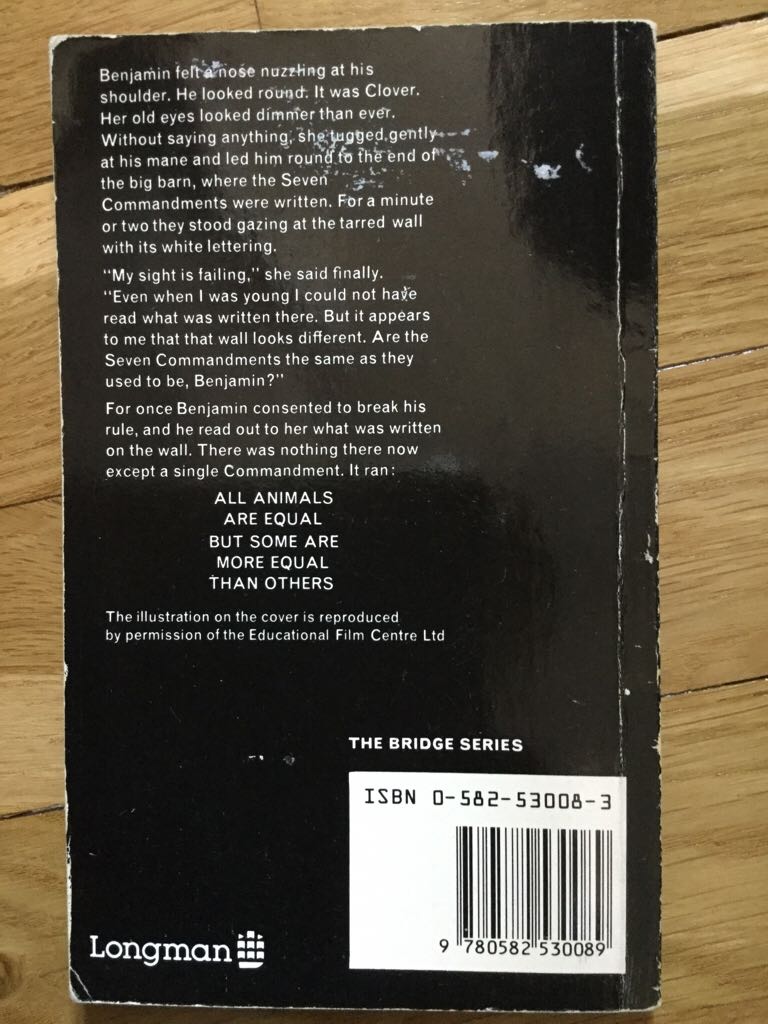 Benjamin felt a nose nuzzling at his
shoulder. He looked round. It was Clover.
Her old eyes looked dimmer than ever.
Without saying anything, she tugged gently
at his mane and led him round to the end of
the big barn, where the Seven
Commandments were written. For a minute
or two they stood gazing at the tarred wall
with its white lettering.
"My sight is failing," she said finally.
"Even when I was young I could not have
read what was written there. But it appears
to me that that wall looks different. Are the
Seven Commandments the same as they
used to be, Benjamin?"
For once Benjamin consented to break his
rule, and he read out to her what was written
on the wall. There was nothing there now
except a single Commandment. It ran:
ALL ANIMALS
ARE EQUAL
BUT SOME ARE
MORE EQUAL
THAN OTHERS
The illustration on the cover is reproduced
by permission of the Educational Film Centre Ltd
THE BRIDGE SERIES
ISBN 0-582-53008-3
9 780582 530089
Longman